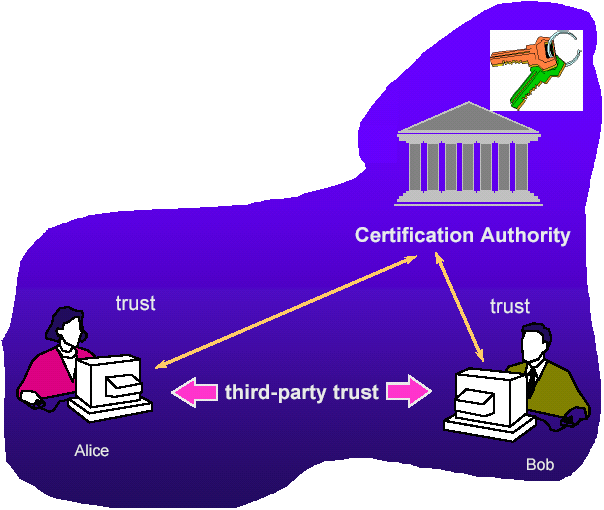 Certification Authority
trust
trust
third-party trust
Alice
Bob